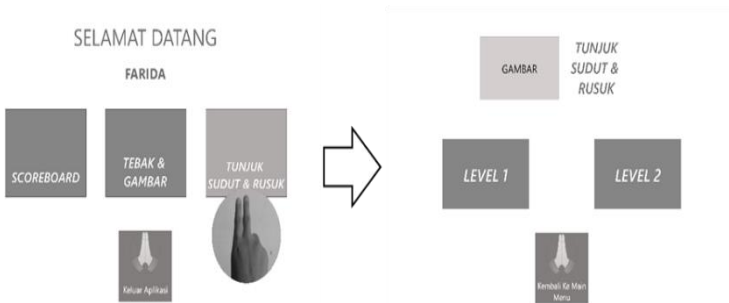 SELAMAT DATANG
FARIDA
SCOREBOARD
TEBAK &
GAMBAR
TUNJUK
SUDUT & RUSUK
Keluar Aplikasi
GAMBAR
TUNJUK
SUDUT &
RUSUK
LEVEL 1
LEVEL 2
Kembali Ke Main
Menu